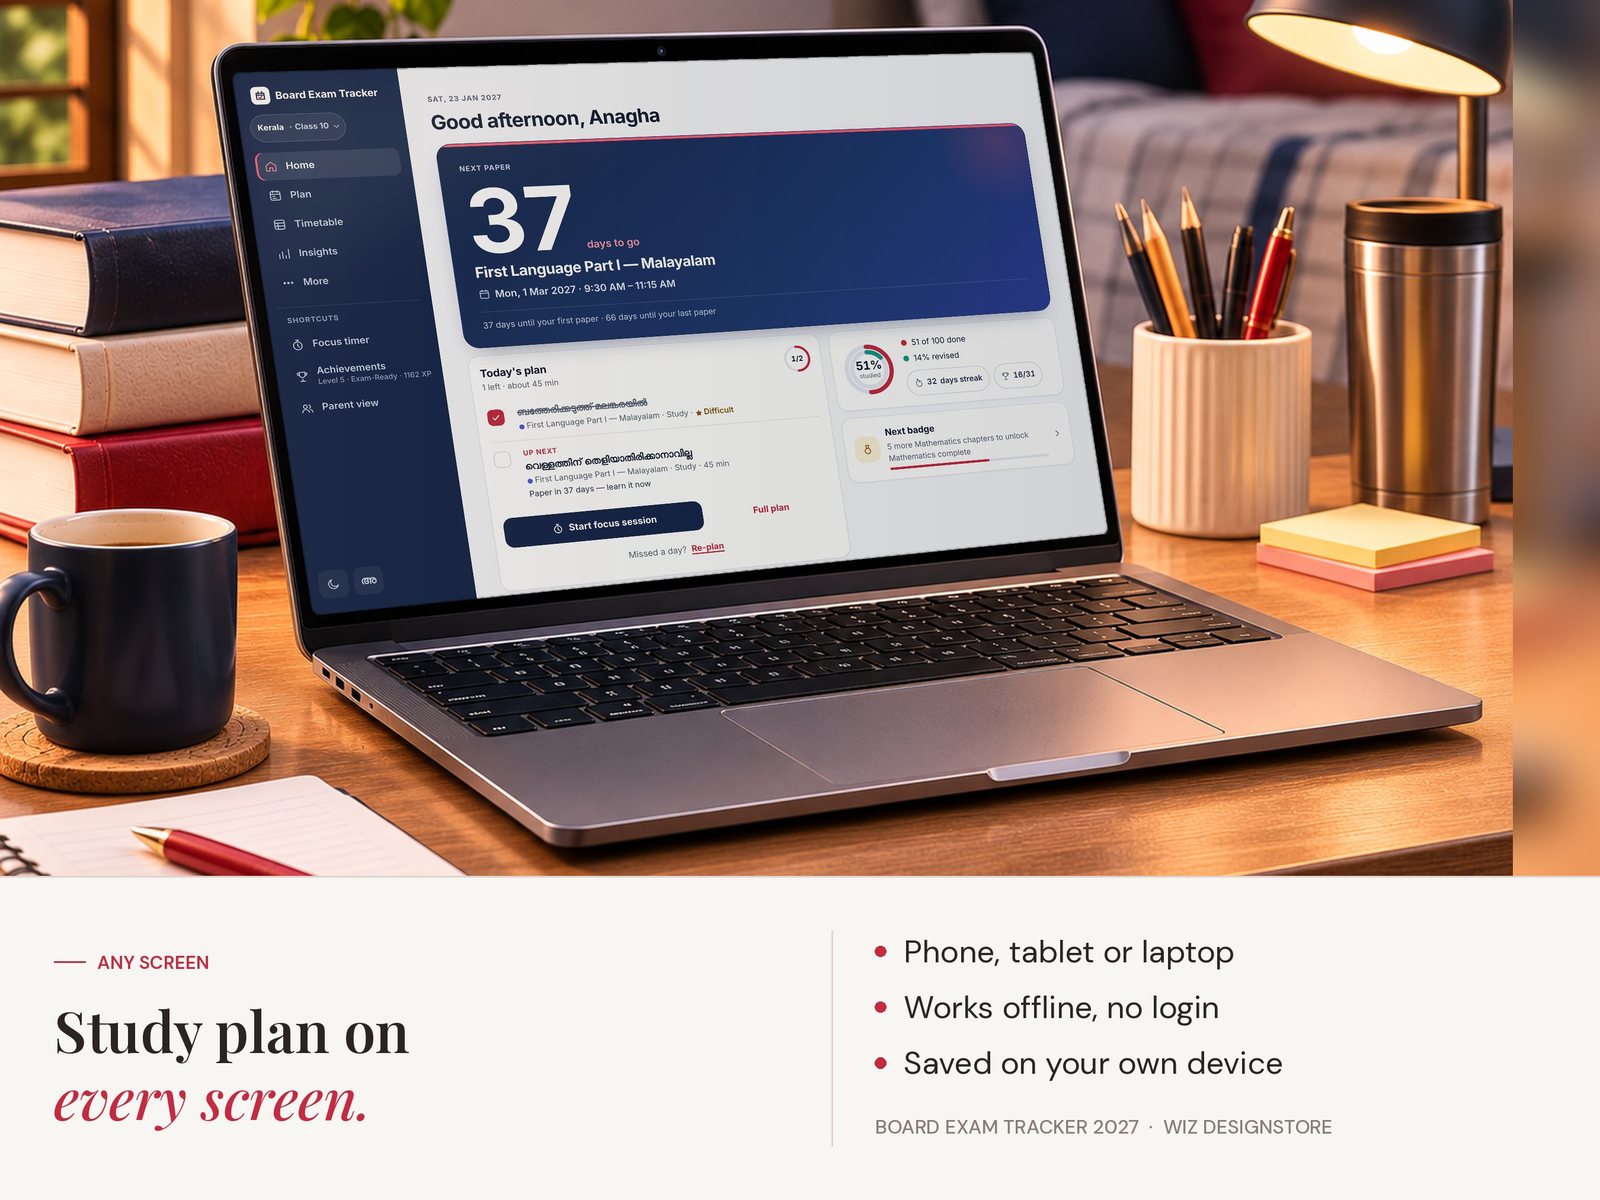 Board Exam Tracker
Kerala · Class 10
Home
Plan
Timetable
Insights
More
SHORTCUTS
Focus timer
Achievements
Level 5 · Exam-Ready · 1162 XP
Parent view
അ
SAT, 23 JAN 2027
Good afternoon, Anagha
NEXT PAPER
37 days to go
First Language Part I — Malayalam
Mon, 1 Mar 2027 · 9:30 AM – 11:15 AM
37 days until your first paper · 66 days until your last paper
Today's plan
1 left · about 45 min
1/2
First Language Part I — Malayalam · Study · ★ Difficult
UP NEXT
വെള്ളത്തിന് തെളിയാതിരിക്കാനാവില്ല
First Language Part I — Malayalam · Study · 45 min
Paper in 37 days — learn it now
Start focus session
Full plan
Missed a day? Re-plan
51% studied
51 of 100 done
14% revised
32 days streak
16/31
Next badge
5 more Mathematics chapters to unlock
Mathematics complete
ANY SCREEN
Study plan on
every screen.
Phone, tablet or laptop
Works offline, no login
Saved on your own device
BOARD EXAM TRACKER 2027 · WIZ DESIGNSTORE